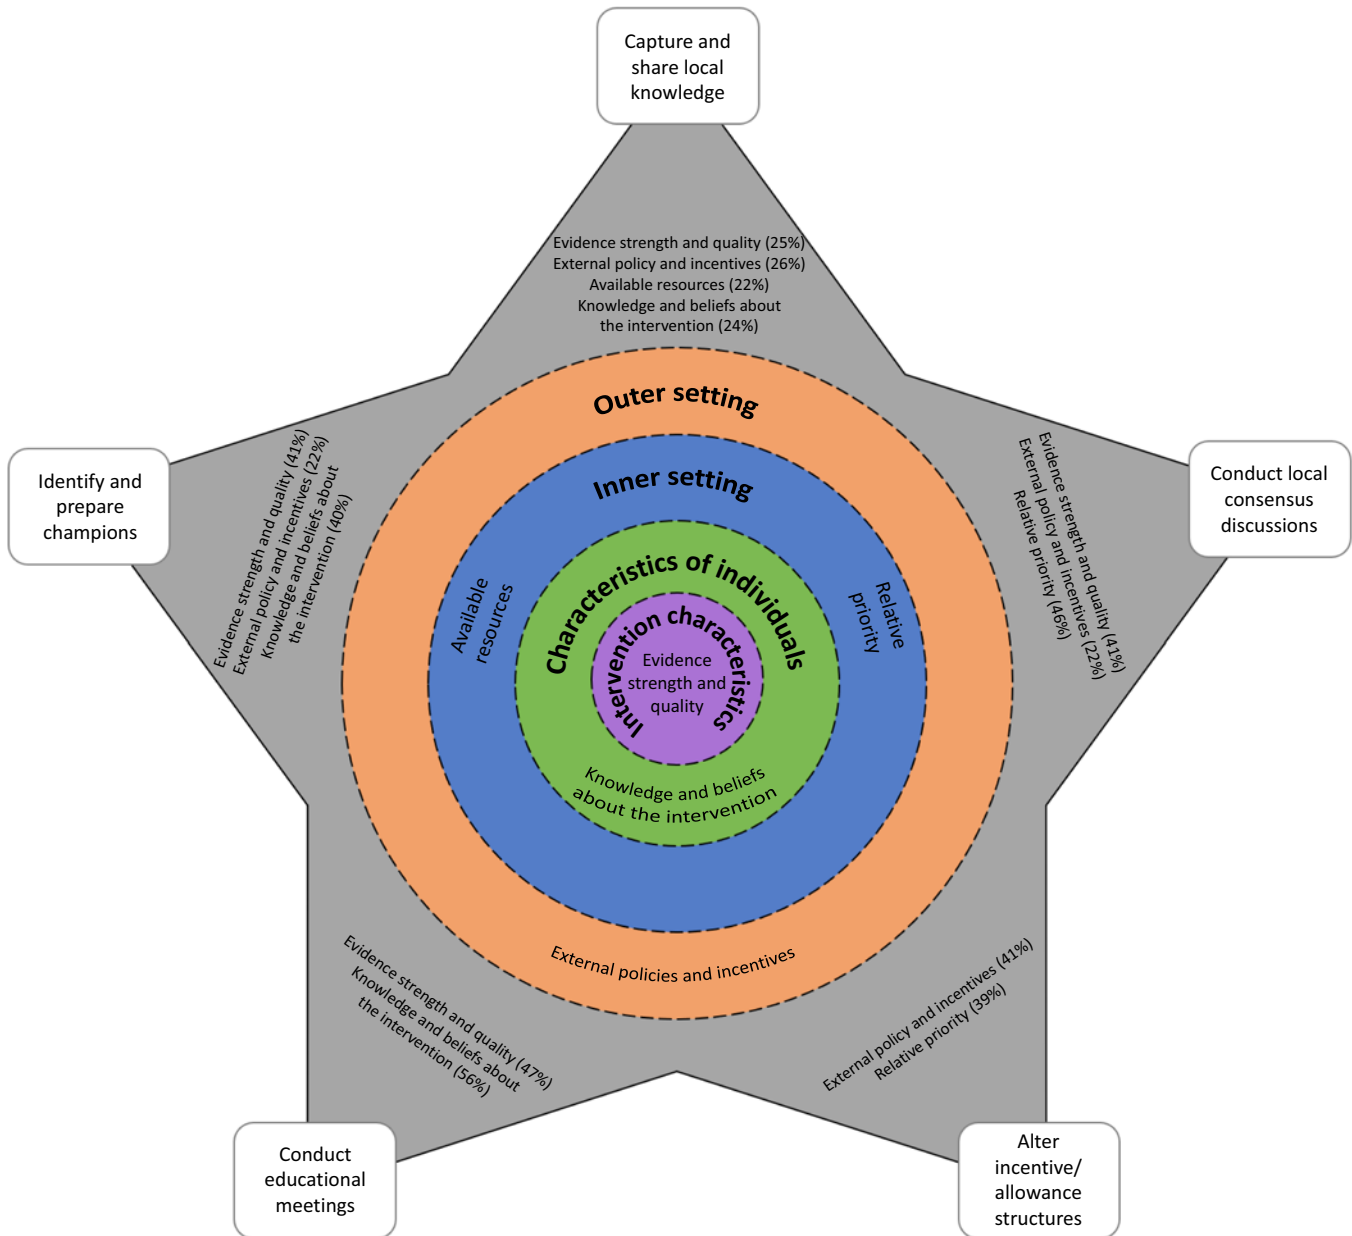 Capture and
share local
knowledge
Evidence strength and quality (25%)
External policy and incentives (26%)
Available resources (22%)
Knowledge and beliefs about
the intervention (24%)
Outer setting
Inner setting
Characteristics of individuals
Intervention characteristics
Evidence
strength and
quality
Knowledge and beliefs
about the intervention
Available
resources
Relative
priority
External policies and incentives
Identify and
prepare
champions
Evidence strength and quality (41%)
External policy and incentives (22%)
Knowledge and beliefs about
the intervention (40%)
Conduct local
consensus
discussions
Evidence strength and quality (41%)
External policy and incentives (22%)
Relative priority (46%)
Evidence strength and quality (47%)
Knowledge and beliefs about
the intervention (56%)
Conduct
educational
meetings
External policy and incentives (41%)
Relative priority (39%)
Alter
incentive/
allowance
structures